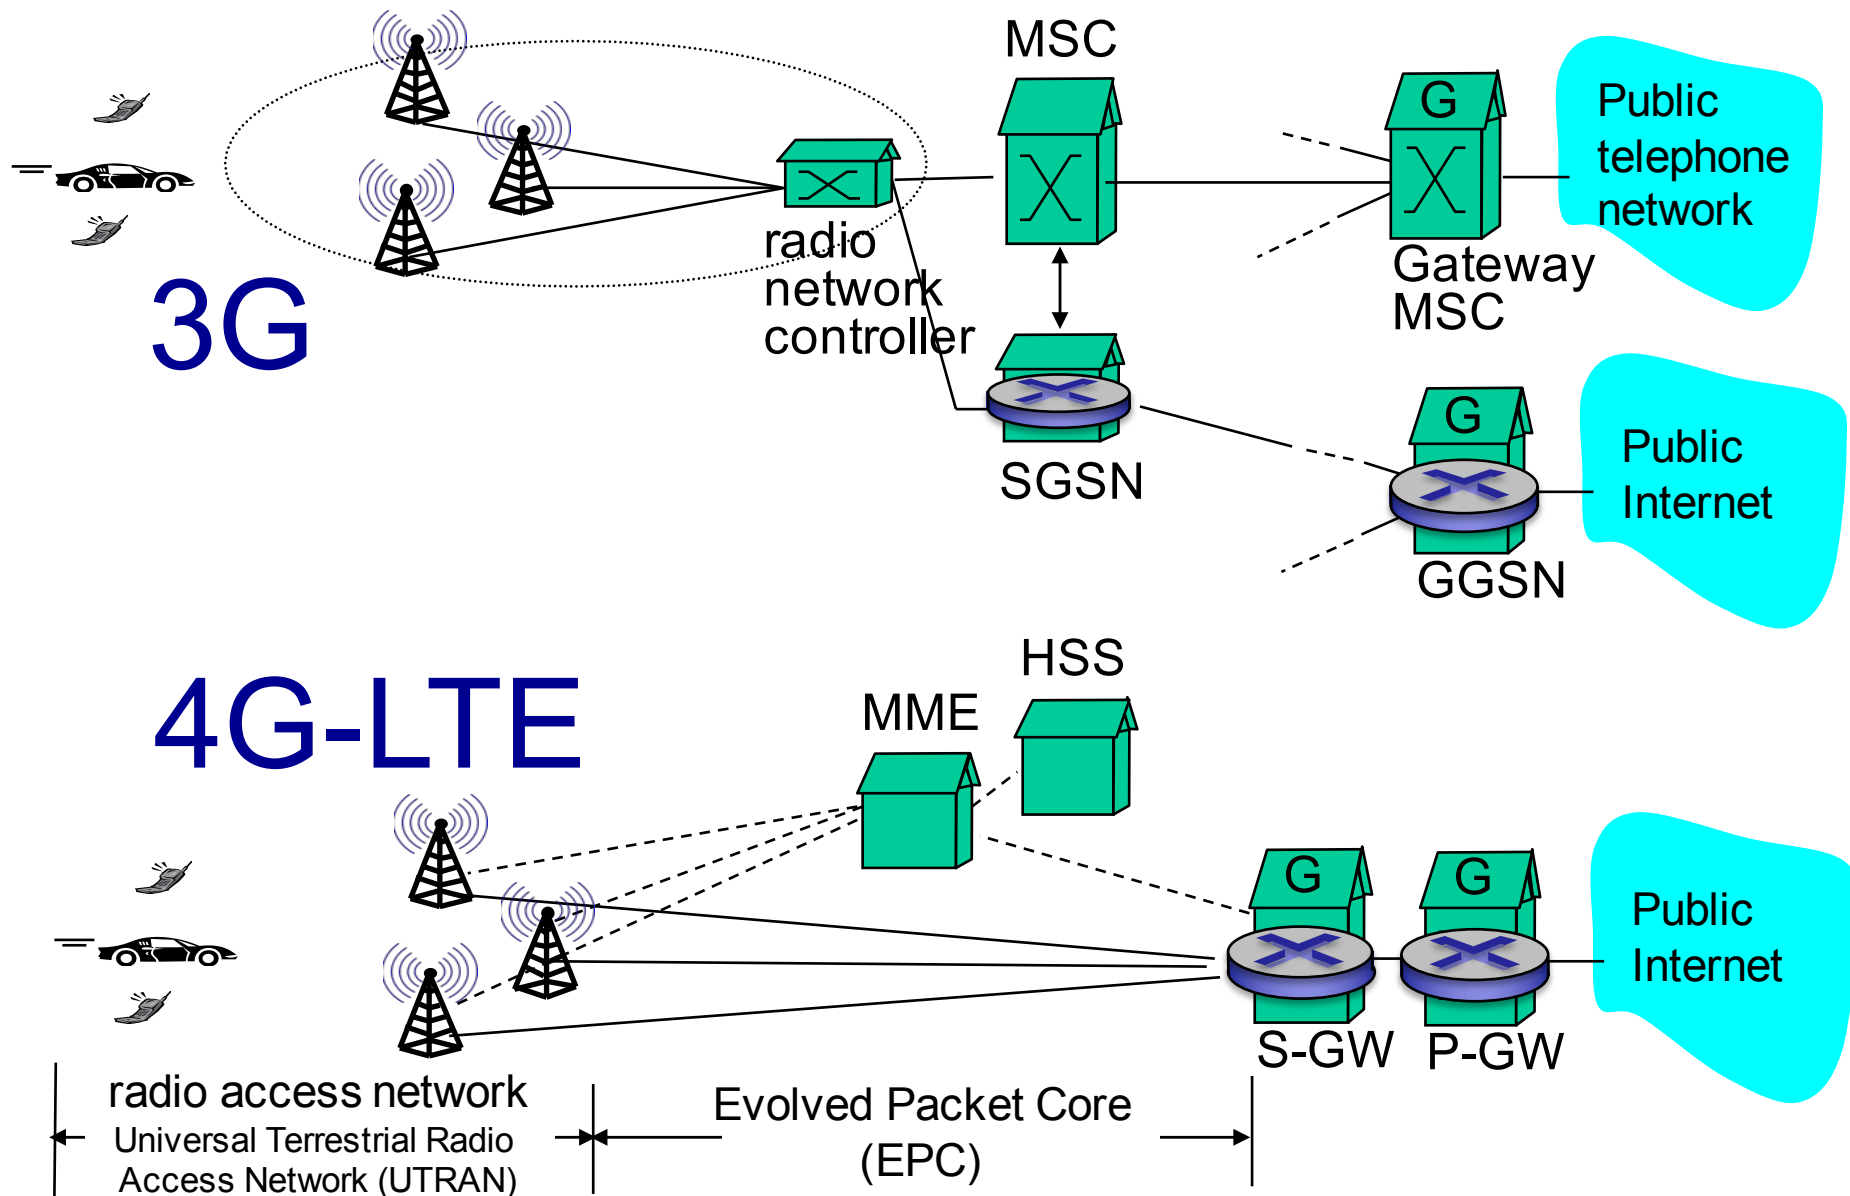 MSC
G
Public
telephone
network
radio
network
controller
Gateway
MSC
3G
G
Public
Internet
SGSN
GGSN
HSS
4G-LTE
MME
G
G
Public
Internet
S-GW
P-GW
radio access network
Universal Terrestrial Radio
Access Network (UTRAN)
Evolved Packet Core
(EPC)